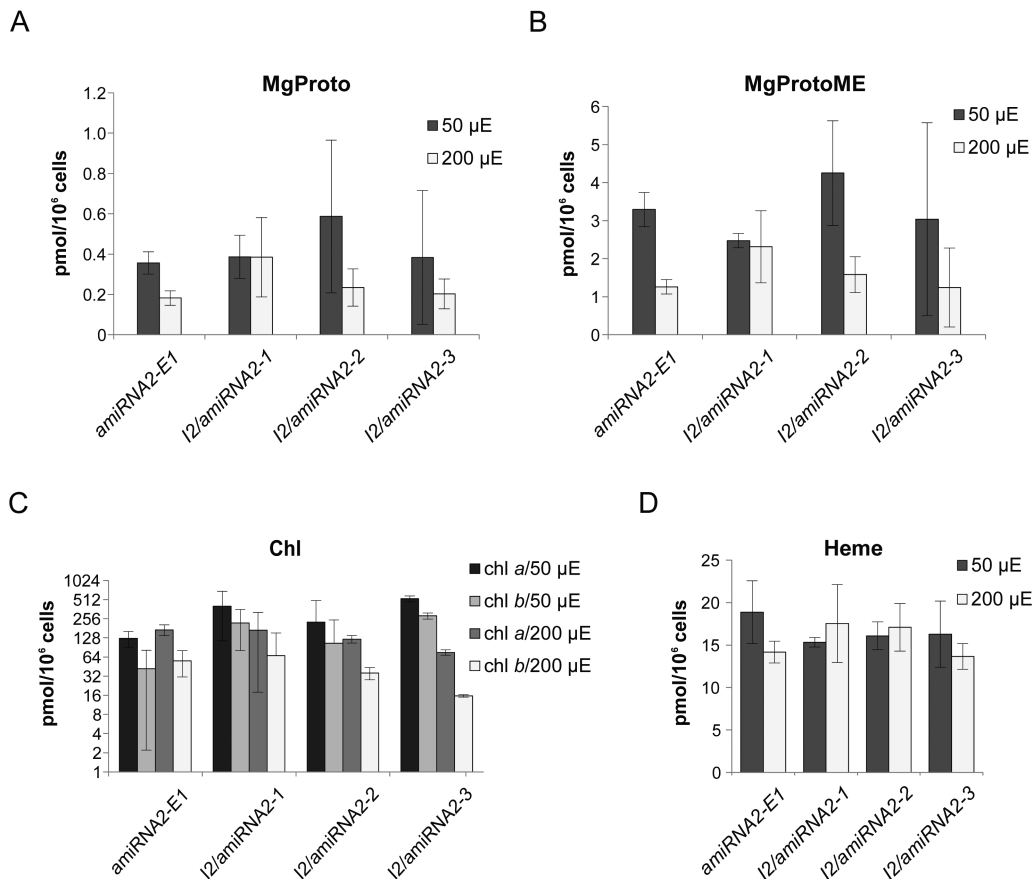 A
MgProto
pmol/10⁶ cells
1.2
1.0
0.8
0.6
0.4
0.2
0
50 µE
200 µE
amiRNA2-E1
I2/amiRNA2-1
I2/amiRNA2-2
I2/amiRNA2-3
B
MgProtoME
pmol/10⁶ cells
6
5
4
3
2
1
0
50 µE
200 µE
amiRNA2-E1
I2/amiRNA2-1
I2/amiRNA2-2
I2/amiRNA2-3
C
Chl
pmol/10⁶ cells
1024
512
256
128
64
32
16
8
4
2
1
chl a/50 µE
chl b/50 µE
chl a/200 µE
chl b/200 µE
amiRNA2-E1
I2/amiRNA2-1
I2/amiRNA2-2
I2/amiRNA2-3
D
Heme
pmol/10⁶ cells
25
20
15
10
5
0
50 µE
200 µE
amiRNA2-E1
I2/amiRNA2-1
I2/amiRNA2-2
I2/amiRNA2-3